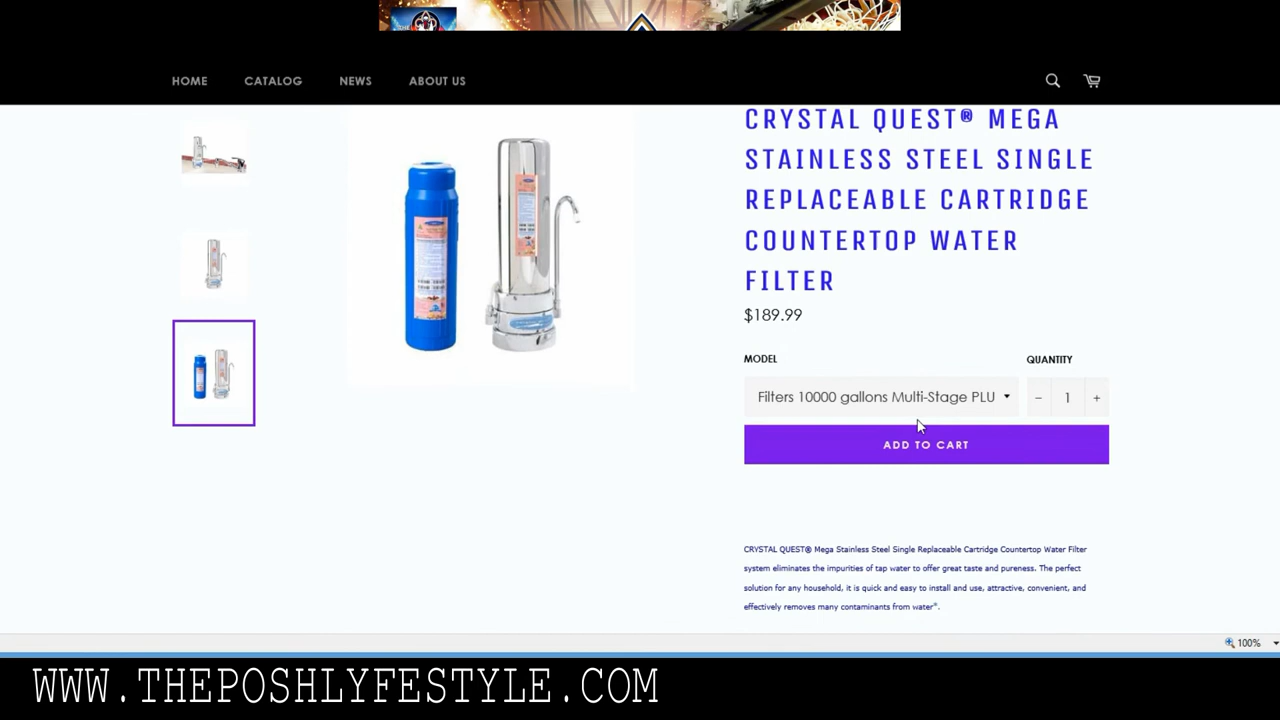 THE
HOME CATALOG NEWS ABOUT US
CRYSTAL QUEST® MEGA
STAINLESS STEEL SINGLE
REPLACEABLE CARTRIDGE
COUNTERTOP WATER
FILTER
$189.99
MODEL QUANTITY
Filters 10000 gallons Multi-Stage PLU − 1 +
ADD TO CART
CRYSTAL QUEST® Mega Stainless Steel Single Replaceable Cartridge Countertop Water Filter
system eliminates the impurities of tap water to offer great taste and pureness. The perfect
solution for any household, it is quick and easy to install and use, attractive, convenient, and
effectively removes many contaminants from water*.
100%
WWW.THEPOSHLYFESTYLE.COM